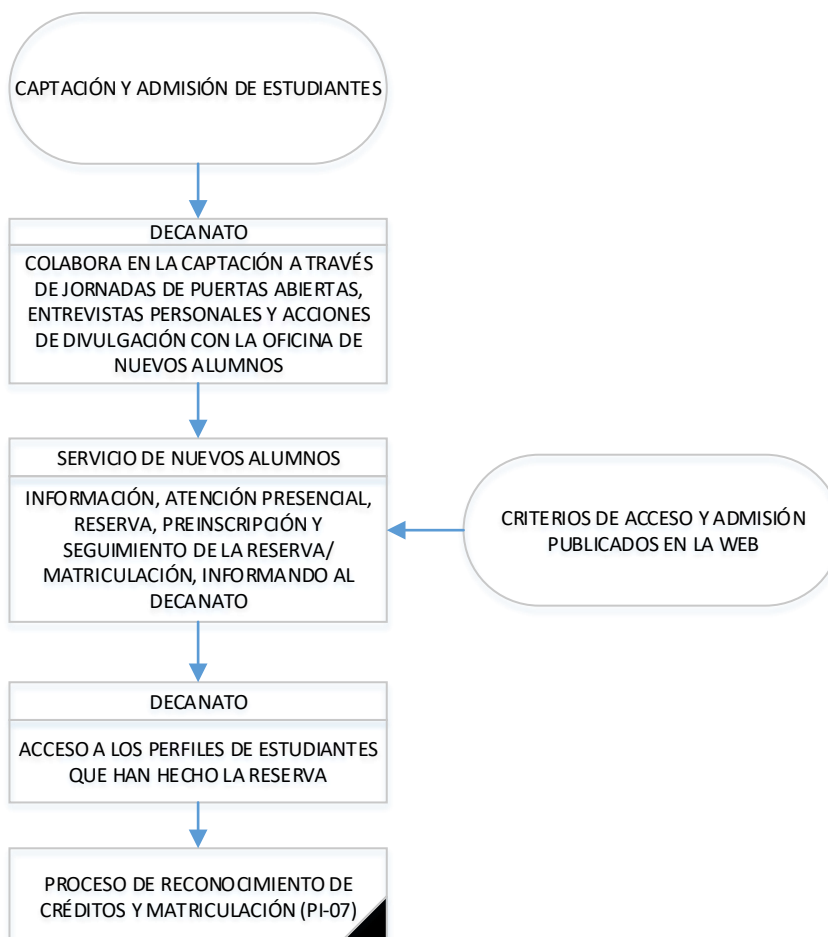 CAPTACIÓN Y ADMISIÓN DE ESTUDIANTES
DECANATO
COLABORA EN LA CAPTACIÓN A TRAVÉS
DE JORNADAS DE PUERTAS ABIERTAS,
ENTREVISTAS PERSONALES Y ACCIONES
DE DIVULGACIÓN CON LA OFICINA DE
NUEVOS ALUMNOS
SERVICIO DE NUEVOS ALUMNOS
INFORMACIÓN, ATENCIÓN PRESENCIAL,
RESERVA, PREINSCRIPCIÓN Y
SEGUIMIENTO DE LA RESERVA/
MATRICULACIÓN, INFORMANDO AL
DECANATO
CRITERIOS DE ACCESO Y ADMISIÓN
PUBLICADOS EN LA WEB
DECANATO
ACCESO A LOS PERFILES DE ESTUDIANTES
QUE HAN HECHO LA RESERVA
PROCESO DE RECONOCIMIENTO DE
CRÉDITOS Y MATRICULACIÓN (PI-07)